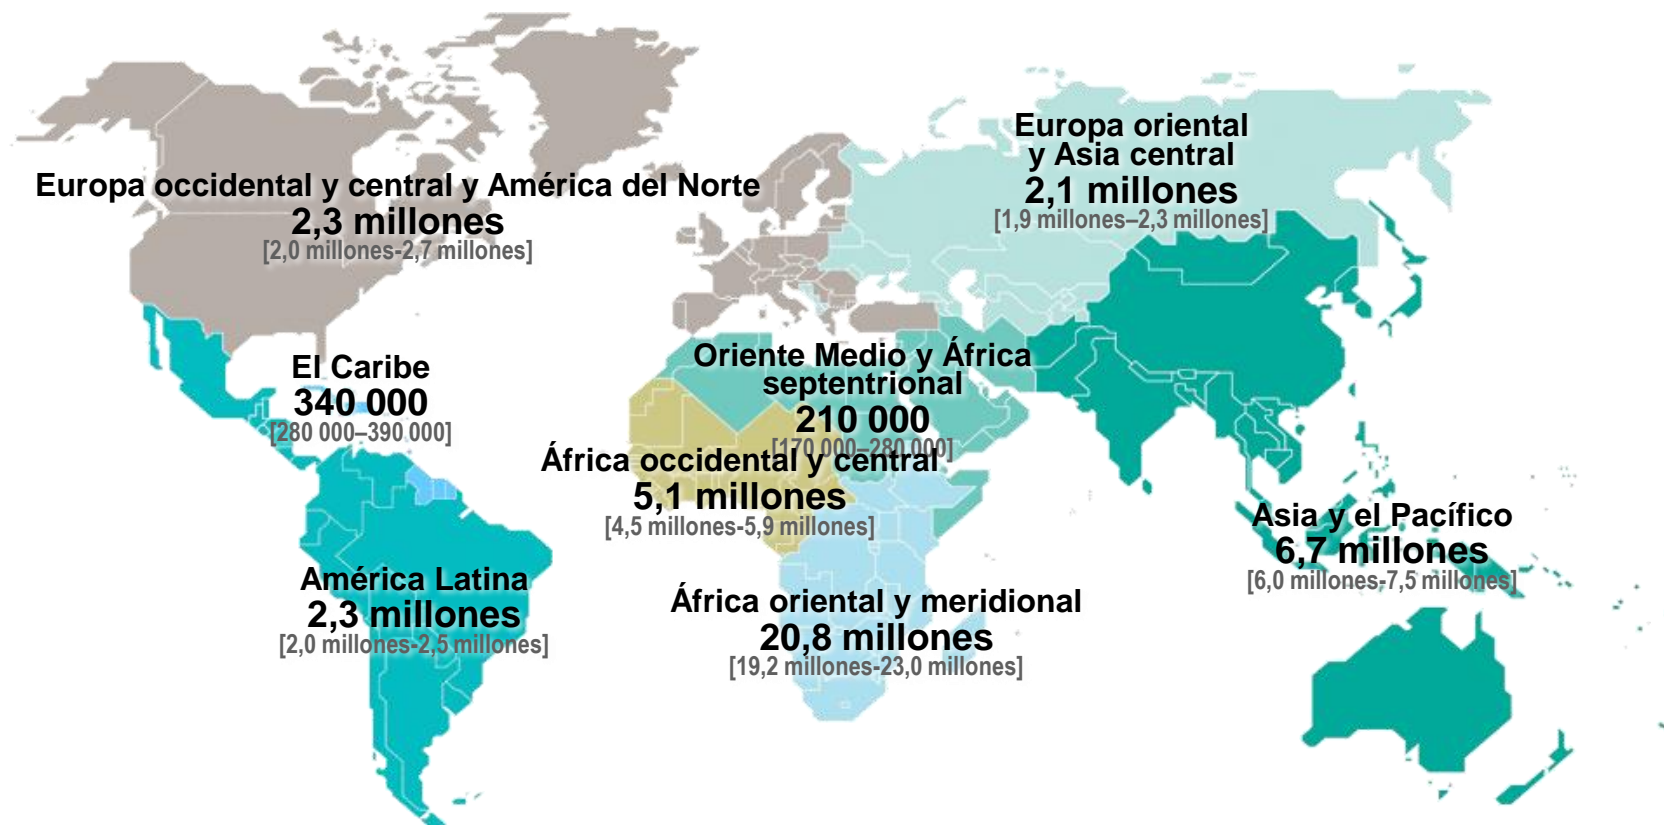 Europa oriental
y Asia central
2,1 millones
[1,9 millones–2,3 millones]
Europa occidental y central y América del Norte
2,3 millones
[2,0 millones-2,7 millones]
El Caribe
340 000
[280 000–390 000]
Oriente Medio y África
septentrional
210 000
[170 000–280 000]
África occidental y central
5,1 millones
[4,5 millones-5,9 millones]
Asia y el Pacífico
6,7 millones
[6,0 millones-7,5 millones]
América Latina
2,3 millones
[2,0 millones-2,5 millones]
África oriental y meridional
20,8 millones
[19,2 millones-23,0 millones]